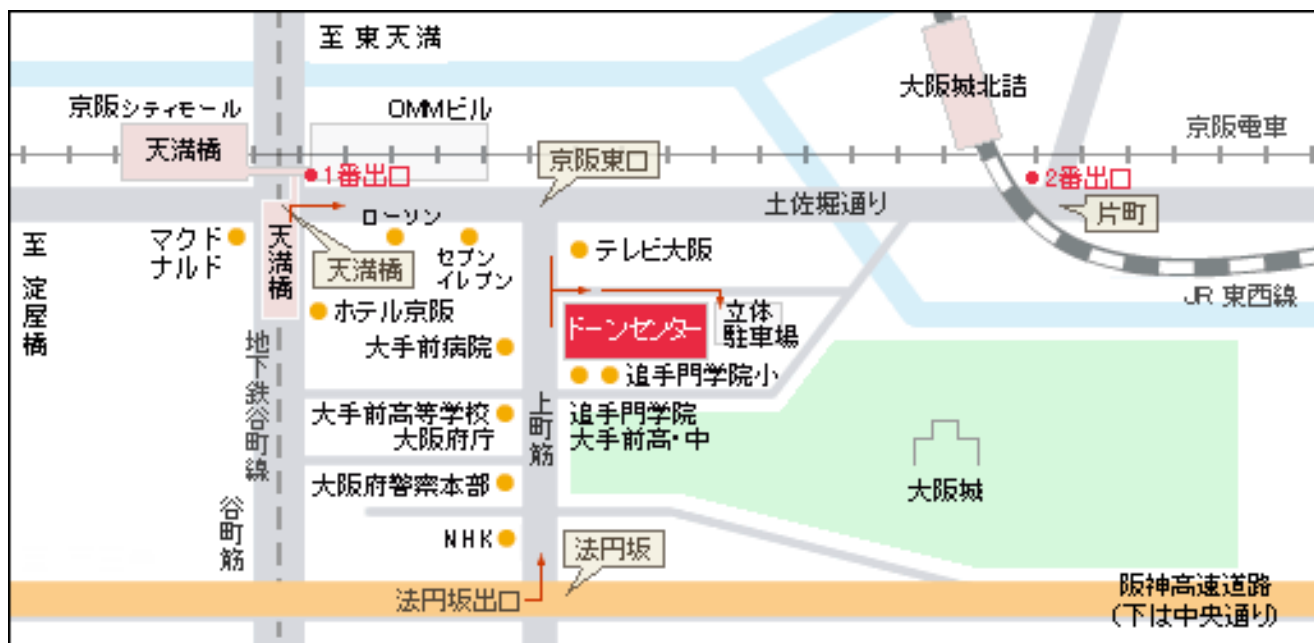 至 東天満
京阪シティモール
OMMビル
大阪城北詰
天満橋
京阪電車
1番出口
京阪東口
2番出口
土佐堀通り
片町
至 淀屋橋
マクド
ナルド
天満橋
ローソン
セブン
イレブン
天満橋
テレビ大阪
JR 東西線
ホテル京阪
ドーンセンター
立体
駐車場
大手前病院
追手門学院小
地下鉄谷町線
大手前高等学校
大阪府庁
上町筋
追手門学院
大手前高・中
大阪城
大阪府警察本部
谷町筋
NHK
法円坂
法円坂出口
阪神高速道路
(下は中央通り)